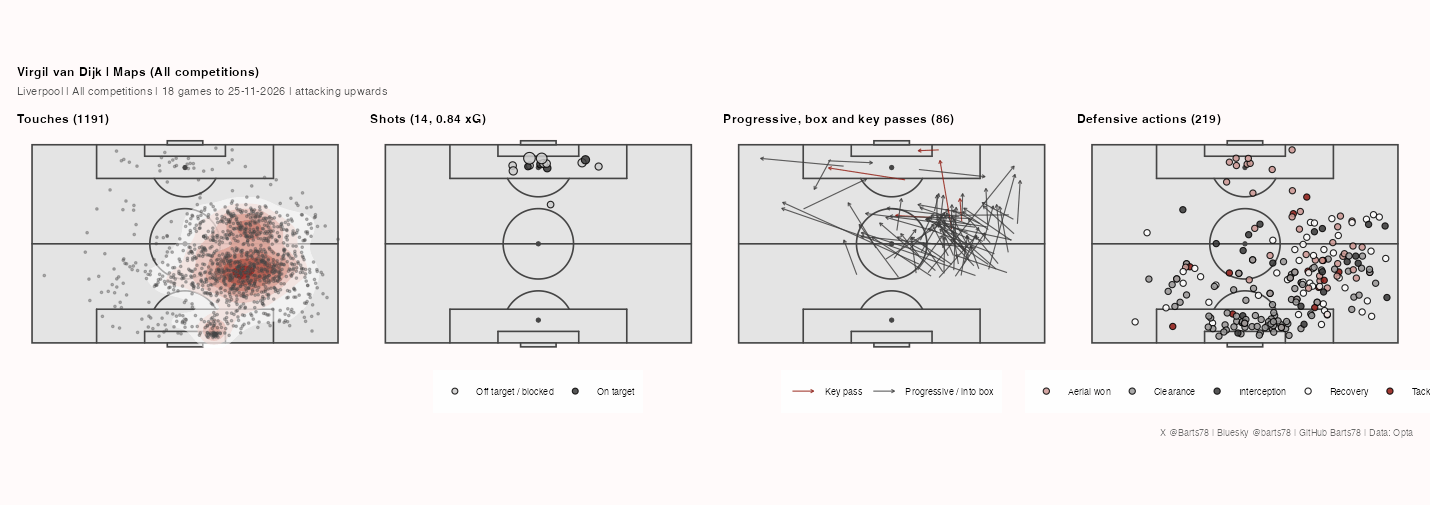 Virgil van Dijk | Maps (All competitions)
Liverpool | All competitions | 18 games to 25-11-2026 | attacking upwards
Touches (1191)
Shots (14, 0.84 xG)
Progressive, box and key passes (86)
Defensive actions (219)
Off target / blocked
On target
Key pass
Progressive / into box
Aerial won
Clearance
Interception
Recovery
Tack
X @Barts78 | Bluesky @barts78 | GitHub Barts78 | Data: Opta